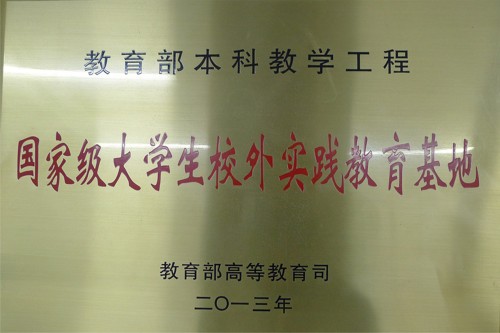 教育部本科教学工程
国家级大学生校外实践教育基地
教育部高等教育司
二〇一三年